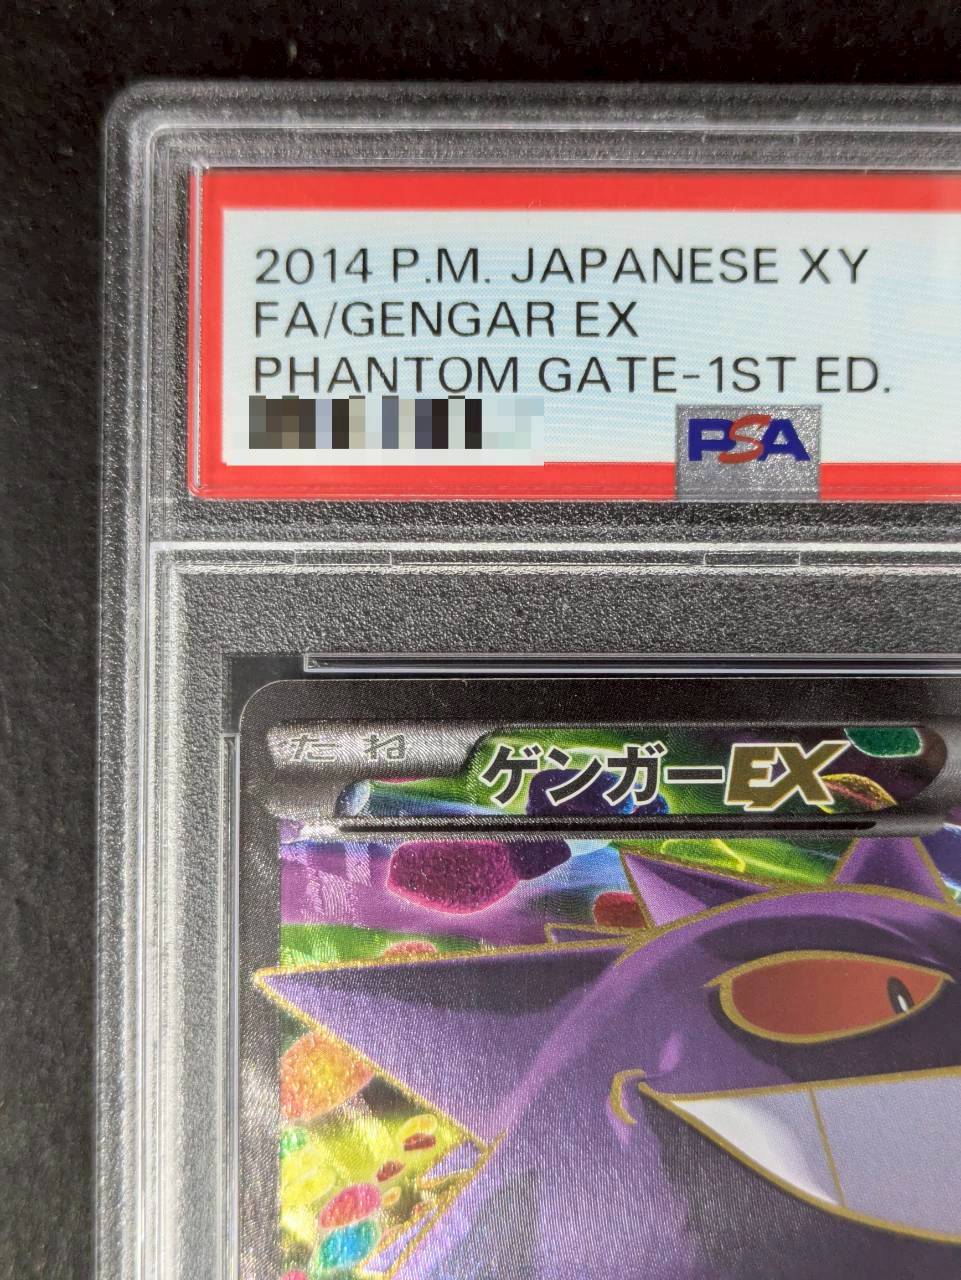 2014 P.M. JAPANESE XY
FA/GENGAR EX
PHANTOM GATE-1ST ED.
PSA
たね
ゲンガーEX